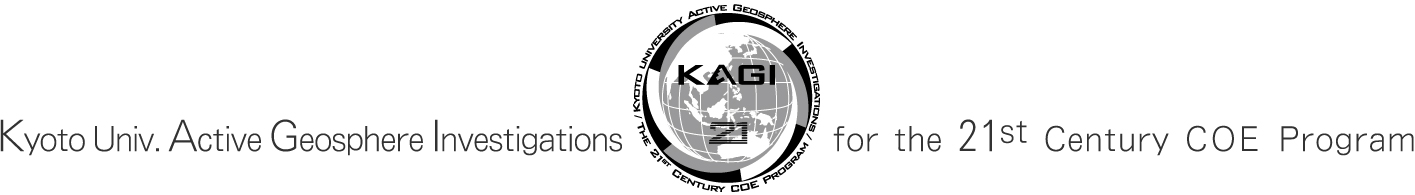 Kyoto Univ. Active Geosphere Investigations for the 21st Century COE Program
KYOTO UNIVERSITY ACTIVE GEOSPHERE INVESTIGATIONS / THE 21ST CENTURY COE PROGRAM /
KAGI
21